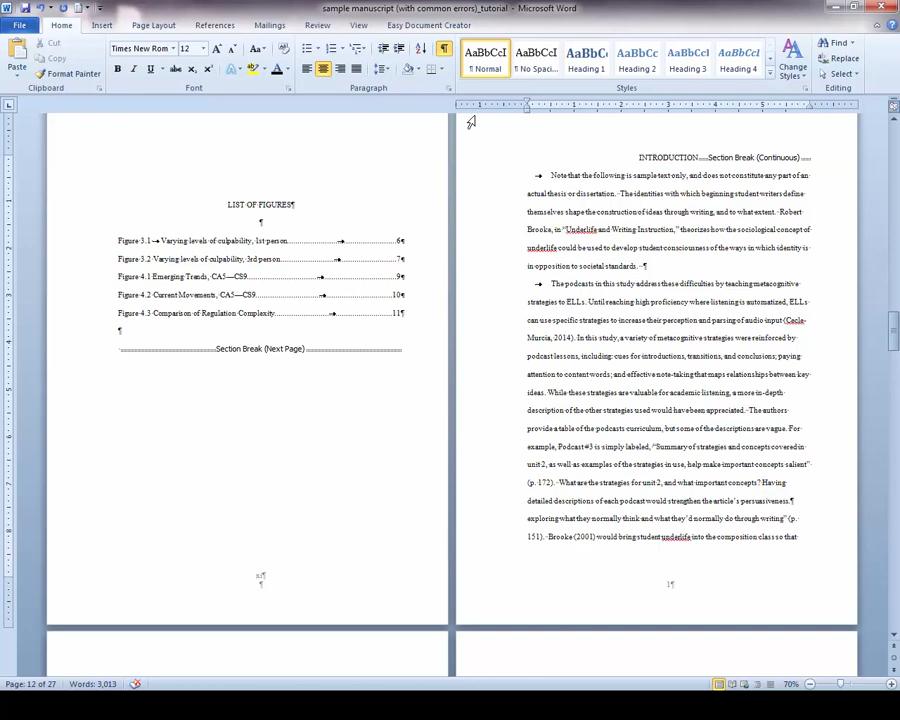 sample manuscript (with common errors)_tutorial - Microsoft Word
File Home Insert Page Layout References Mailings Review View Easy Document Creator
Cut
Copy
Format Painter
Paste
Times New Rom 12
AaBbCcI AaBbCcI AaBbC AaBbCc AaBbCcI AaBbCcI
¶ Normal ¶ No Spaci... Heading 1 Heading 2 Heading 3 Heading 4
Change Styles
Find
Replace
Select
Clipboard Font Paragraph Styles Editing
LIST OF FIGURES¶
¶
Figure 3.1 Varying levels of culpability, 1st person 6¶
Figure 3.2 Varying levels of culpability, 3rd person 7¶
Figure 4.1 Emerging Trends, CA5—CS9 9¶
Figure 4.2 Current Movements, CA5—CS9 10¶
Figure 4.3 Comparison of Regulation Complexity 11¶
¶
Section Break (Next Page)
xi¶
¶
INTRODUCTION Section Break (Continuous)
Note that the following is sample text only, and does not constitute any part of an
actual thesis or dissertation. The identities with which beginning student writers define
themselves shape the construction of ideas through writing, and to what extent. Robert
Brooke, in "Underlife and Writing Instruction," theorizes how the sociological concept of
underlife could be used to develop student consciousness of the ways in which identity is
in opposition to societal standards. ¶
The podcasts in this study address these difficulties by teaching metacognitive
strategies to ELLs. Until reaching high proficiency where listening is automatized, ELLs
can use specific strategies to increase their perception and parsing of audio input (Cecle-
Murcia, 2014). In this study, a variety of metacognitive strategies were reinforced by
podcast lessons, including: cues for introductions, transitions, and conclusions; paying
attention to content words; and effective note-taking that maps relationships between key
ideas. While these strategies are valuable for academic listening, a more in-depth
description of the other strategies used would have been appreciated. The authors
provide a table of the podcasts curriculum, but some of the descriptions are vague. For
example, Podcast #3 is simply labeled, "Summary of strategies and concepts covered in
unit 2, as well as examples of the strategies in use, help make important concepts salient"
(p. 172). What are the strategies for unit 2, and what important concepts? Having
detailed descriptions of each podcast would strengthen the article's persuasiveness.¶
exploring what they normally think and what they'd normally do through writing" (p.
151). Brooke (2001) would bring student underlife into the composition class so that
1¶
Page: 12 of 27 Words: 3,013 70%